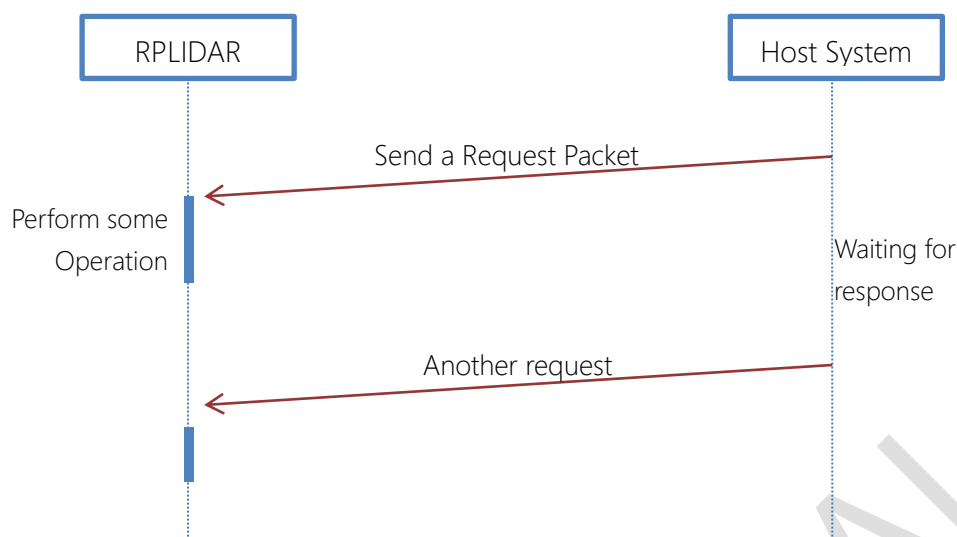 RPLIDAR
Host System
Send a Request Packet
Perform some
Operation
Waiting for
response
Another request